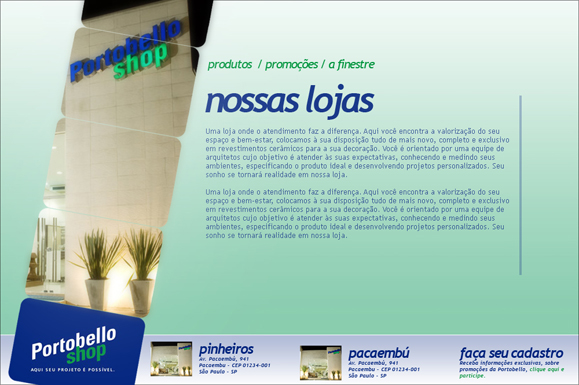 Portobello
shop
produtos / promoções / a finestre
nossas lojas
Uma loja onde o atendimento faz a diferença. Aqui você encontra a valorização do seu
espaço e bem-estar, colocamos à sua disposição tudo de mais novo, completo e exclusivo
em revestimentos cerâmicos para a sua decoração. Você é orientado por uma equipe de
arquitetos cujo objetivo é atender às suas expectativas, conhecendo e medindo seus
ambientes, especificando o produto ideal e desenvolvendo projetos personalizados. Seu
sonho se tornará realidade em nossa loja.
Uma loja onde o atendimento faz a diferença. Aqui você encontra a valorização do seu
espaço e bem-estar, colocamos à sua disposição tudo de mais novo, completo e exclusivo
em revestimentos cerâmicos para a sua decoração. Você é orientado por uma equipe de
arquitetos cujo objetivo é atender às suas expectativas, conhecendo e medindo seus
ambientes, especificando o produto ideal e desenvolvendo projetos personalizados. Seu
sonho se tornará realidade em nossa loja.
Portobello
shop
AQUI SEU PROJETO É POSSÍVEL.
pinheiros
Av. Pacaembú, 941
Pacaembu - CEP 01234-001
São Paulo - SP
pacaembú
Av. Pacaembú, 941
Pacaembu - CEP 01234-001
São Paulo - SP
faça seu cadastro
Receba informações exclusivas, sobre
promoções da Portobello, clique aqui e
participe.